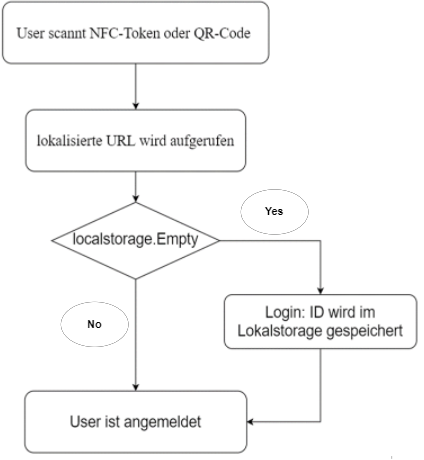 User scannt NFC-Token oder QR-Code
lokalisierte URL wird aufgerufen
localstorage.Empty
Yes
Login: ID wird im
Lokalstorage gespeichert
No
User ist angemeldet